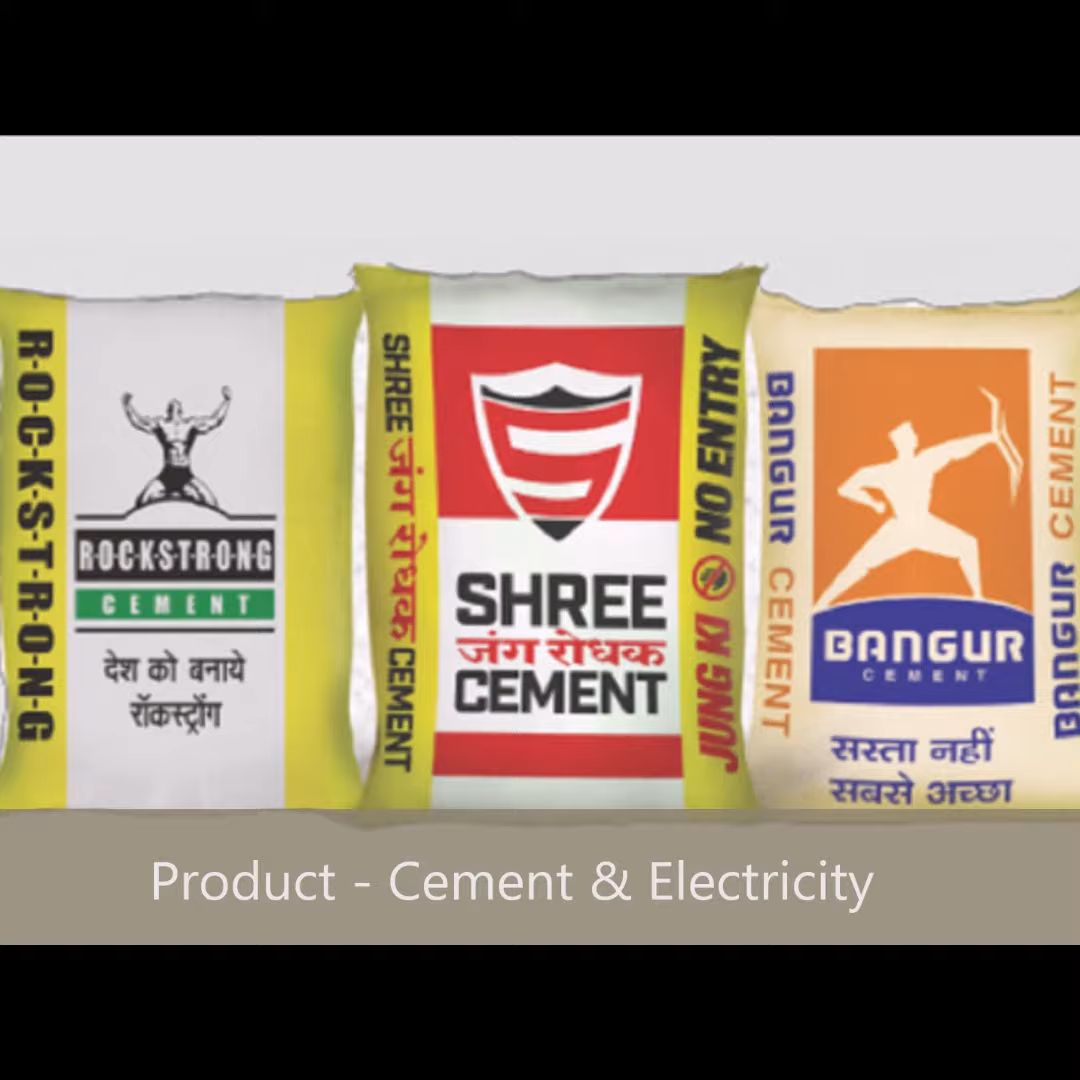 R-O-C-K-S-T-R-O-N-G
ROCKSTRONG
CEMENT
देश को बनाये
रॉकस्ट्रोंग
SHREE जंग रोधक CEMENT
SHREE
जंग रोधक
CEMENT
JUNG KI NO ENTRY
BANGUR CEMENT
BANGUR
CEMENT
सस्ता नहीं
सबसे अच्छा
BANGUR CEMENT
Product - Cement & Electricity